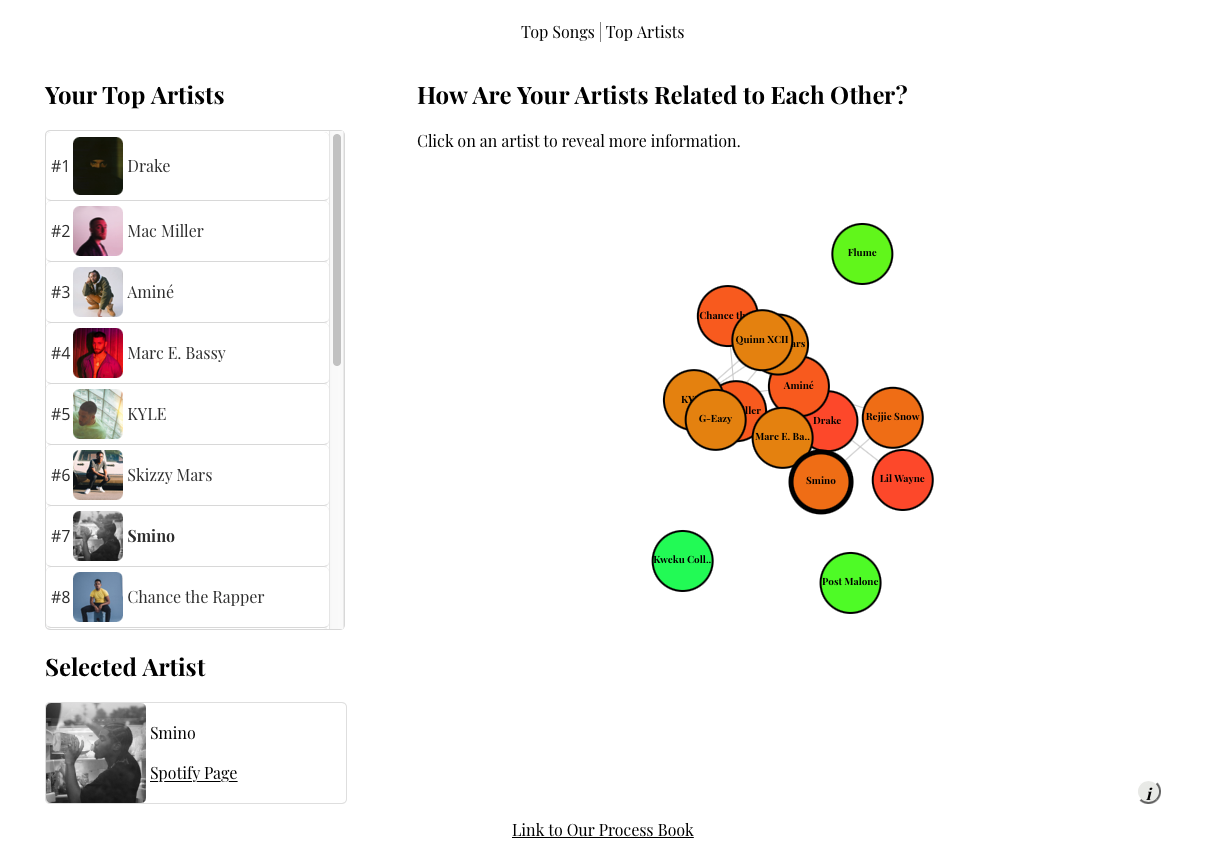 Top Songs | Top Artists
Your Top Artists
#1 Drake
#2 Mac Miller
#3 Aminé
#4 Marc E. Bassy
#5 KYLE
#6 Skizzy Mars
#7 Smino
#8 Chance the Rapper
Selected Artist
Smino
Spotify Page
How Are Your Artists Related to Each Other?
Click on an artist to reveal more information.
Flume
Chance th
Quinn XCII
ars
Aminé
KY
ller
G-Eazy
Drake
Rejjie Snow
Marc E. Ba..
Smino
Lil Wayne
Kweku Coll..
Post Malone
i
Link to Our Process Book